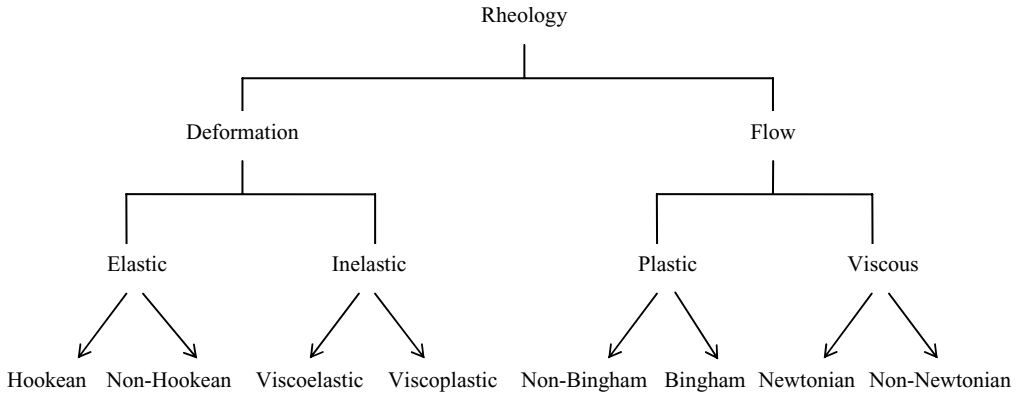 Rheology
Deformation Flow
Elastic Inelastic Plastic Viscous
Hookean Non-Hookean Viscoelastic Viscoplastic Non-Bingham Bingham Newtonian Non-Newtonian